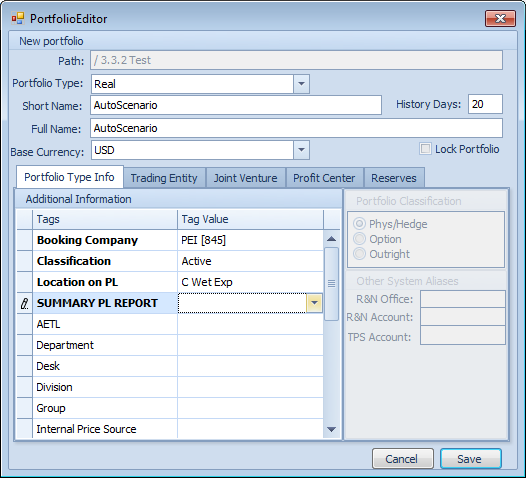 PortfolioEditor
New portfolio
Path: / 3.3.2 Test
Portfolio Type: Real
Short Name: AutoScenario History Days: 20
Full Name: AutoScenario
Base Currency: USD Lock Portfolio
Portfolio Type Info Trading Entity Joint Venture Profit Center Reserves
Additional Information
Tags Tag Value
Booking Company PEI [845]
Classification Active
Location on PL C Wet Exp
SUMMARY PL REPORT
AETL
Department
Desk
Division
Group
Internal Price Source
Portfolio Classification
Phys/Hedge
Option
Outright
Other System Aliases
R&N Office:
R&N Account:
TPS Account:
Cancel Save